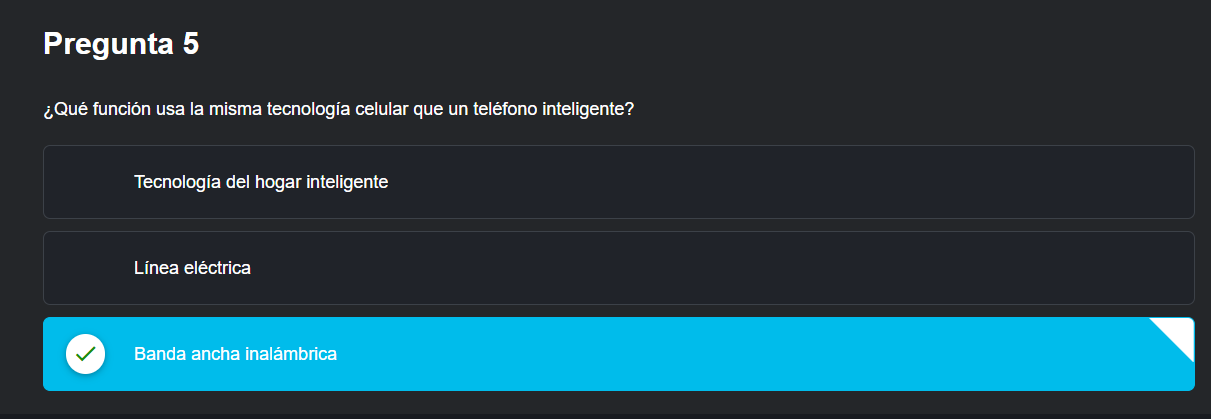 Pregunta 5
¿Qué función usa la misma tecnología celular que un teléfono inteligente?
Tecnología del hogar inteligente
Línea eléctrica
Banda ancha inalámbrica